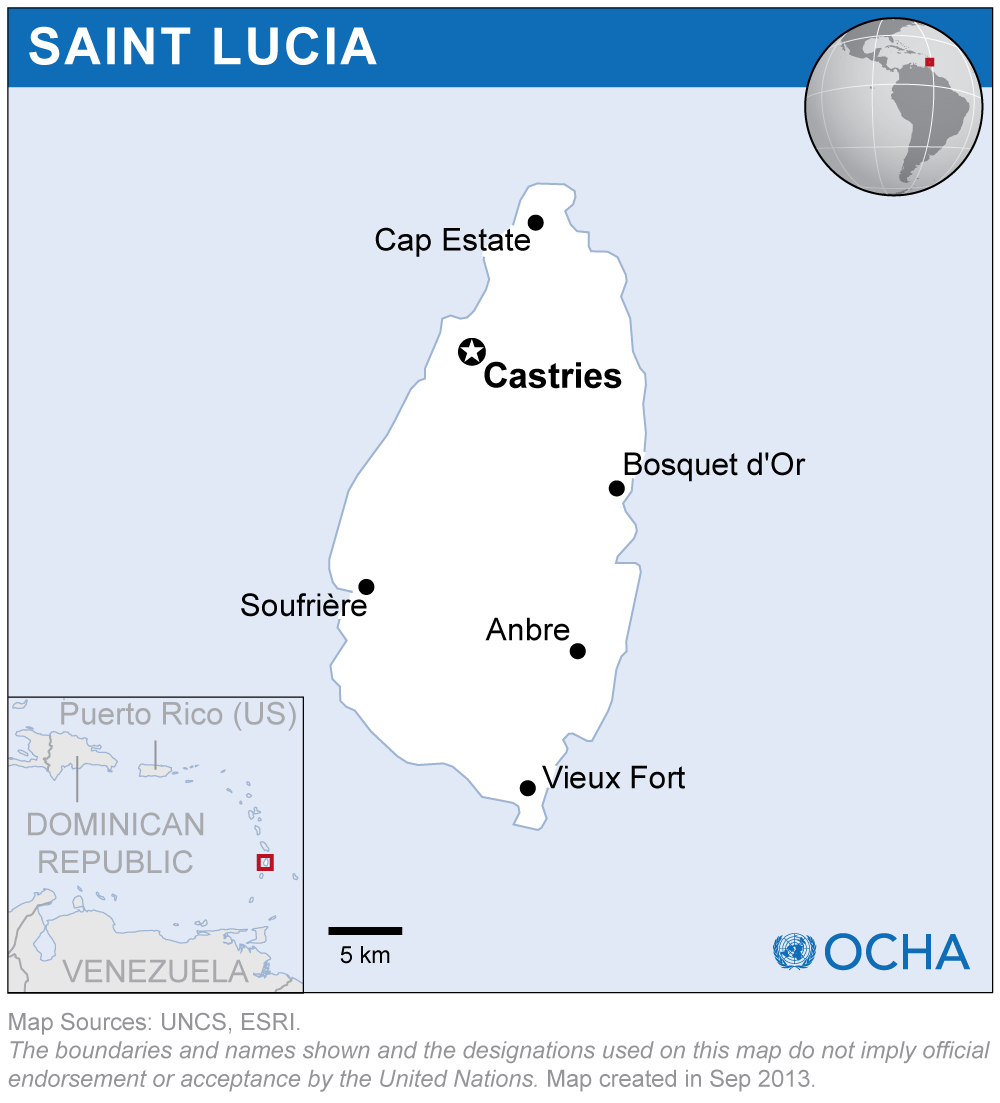 SAINT LUCIA
Cap Estate
Castries
Bosquet d'Or
Soufrière
Anbre
Vieux Fort
Puerto Rico (US)
DOMINICAN
REPUBLIC
VENEZUELA
5 km
OCHA
Map Sources: UNCS, ESRI.
The boundaries and names shown and the designations used on this map do not imply official
endorsement or acceptance by the United Nations. Map created in Sep 2013.